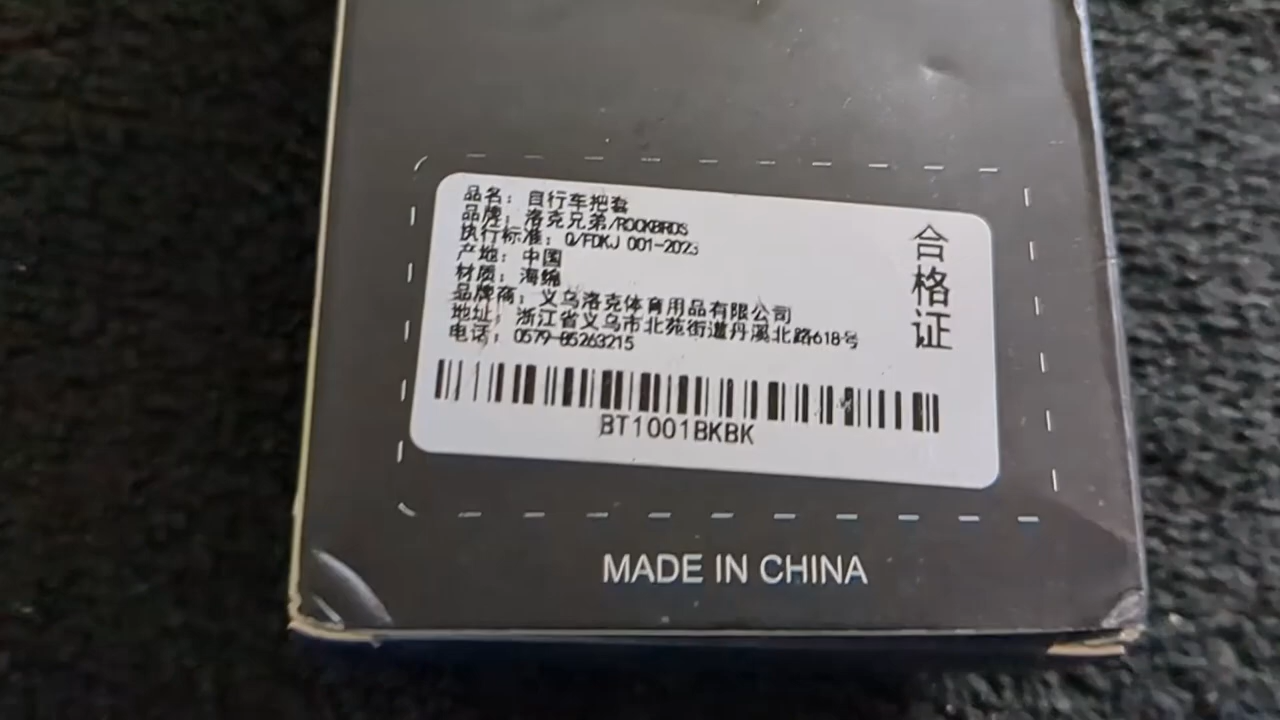 品名：自行车把套
品牌：洛克兄弟/ROCKBROS
执行标准：Q/FDKJ 001-2023
产地：中国
材质：海绵
品牌商：义乌洛克体育用品有限公司
地址：浙江省义乌市北苑街道丹溪北路618号
电话：0579-85263215
合格证
BT1001BKBK
MADE IN CHINA